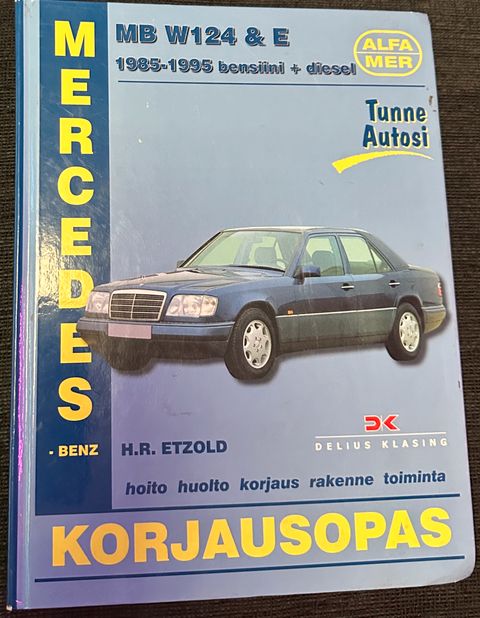 MERCEDES
- BENZ
MB W124 & E
1985-1995 bensiini + diesel
ALFA
MER
Tunne
Autosi
H.R. ETZOLD
DK
DELIUS KLASING
hoito huolto korjaus rakenne toiminta
KORJAUSOPAS